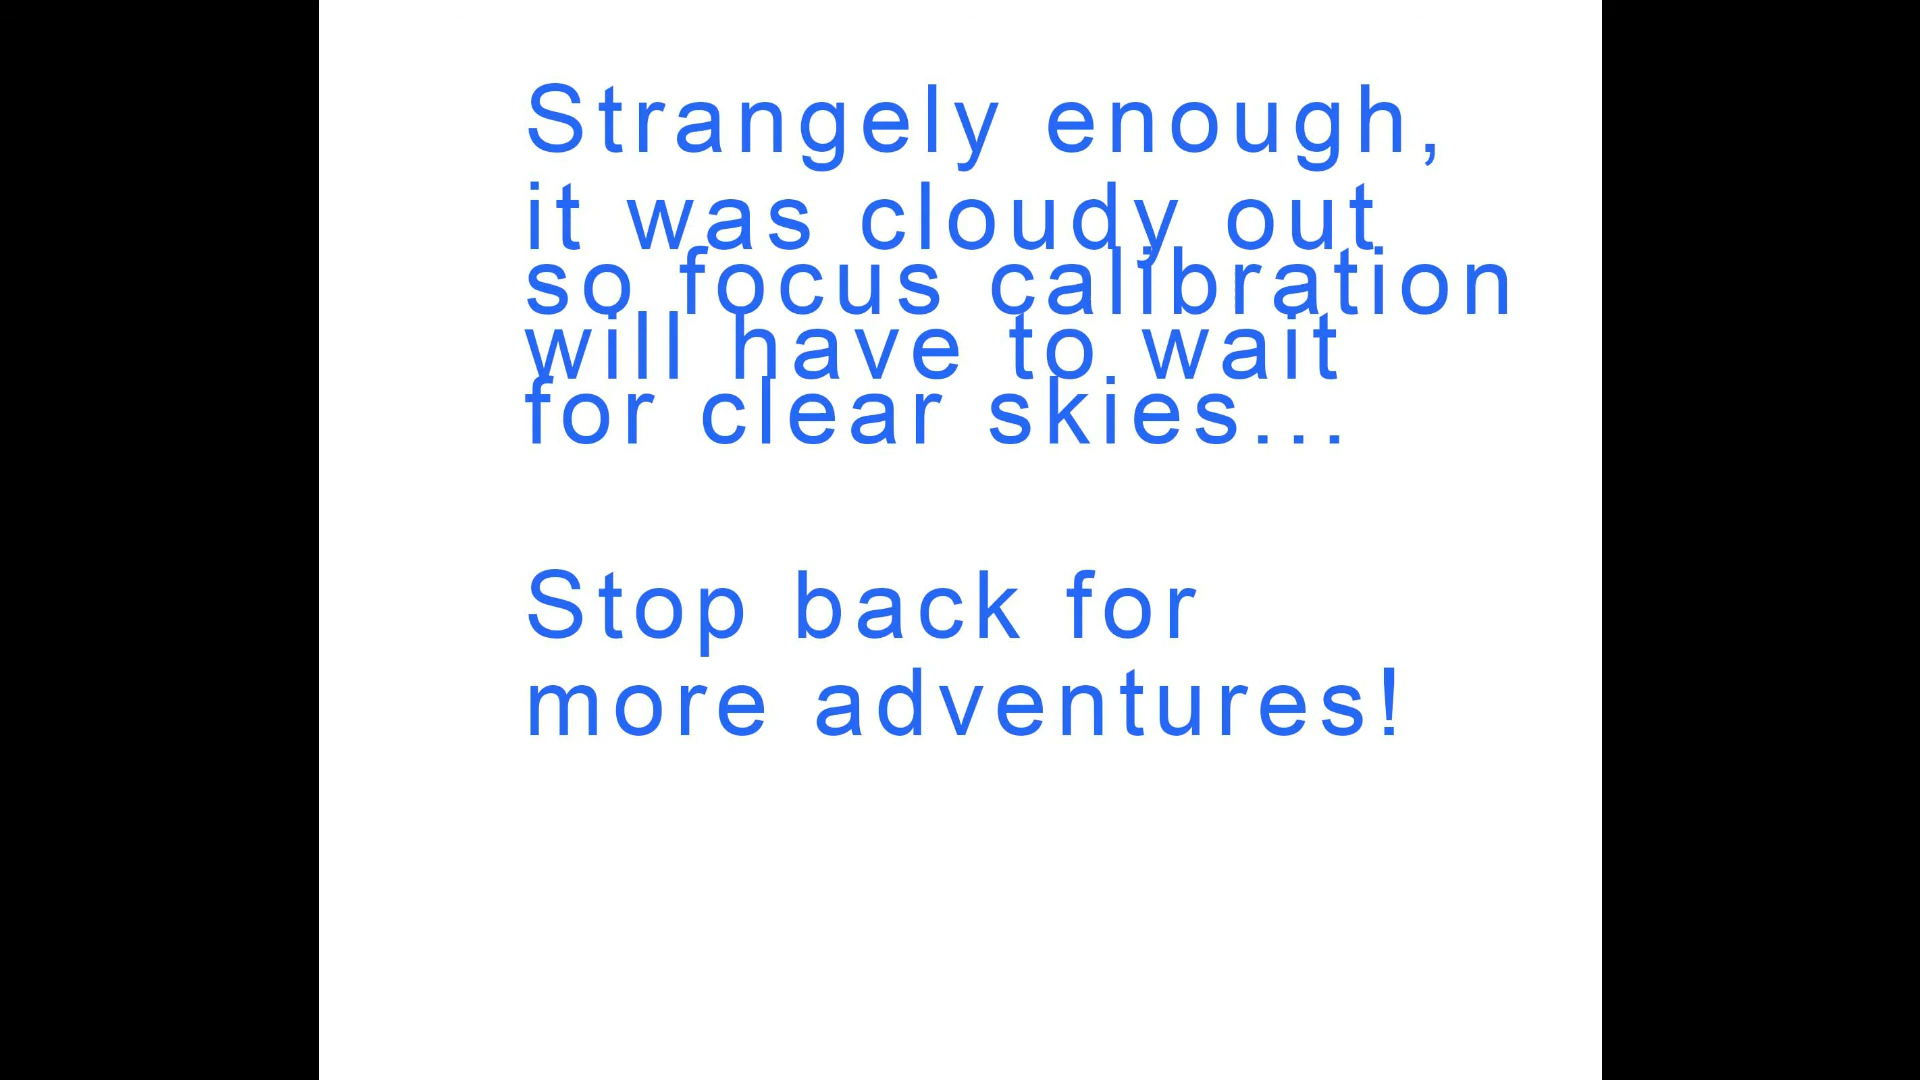 Strangely enough,
it was cloudy out
so focus calibration
will have to wait
for clear skies...
Stop back for
more adventures!